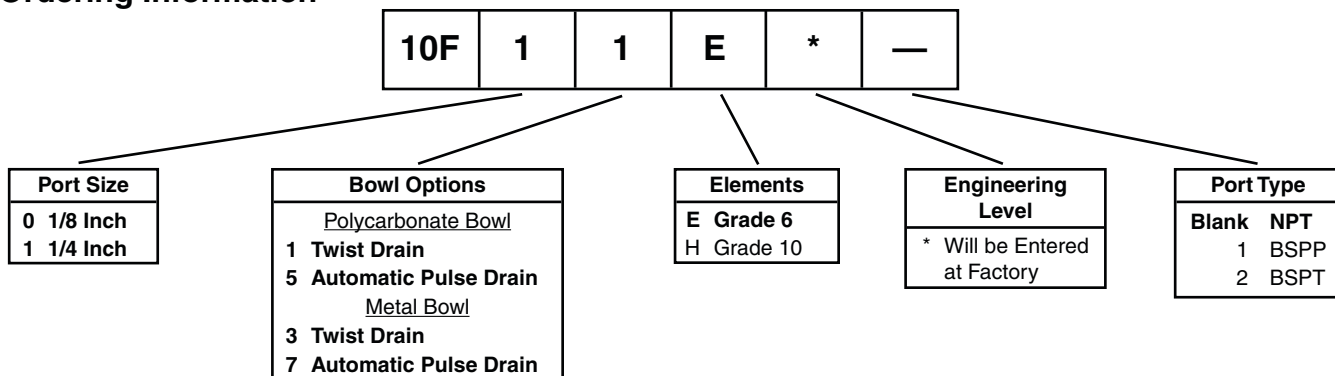 Ordering Information
10F 1 1 E * —
Port Size
0 1/8 Inch
1 1/4 Inch
Bowl Options
Polycarbonate Bowl
1 Twist Drain
5 Automatic Pulse Drain
Metal Bowl
3 Twist Drain
7 Automatic Pulse Drain
Elements
E Grade 6
H Grade 10
Engineering
Level
* Will be Entered
at Factory
Port Type
Blank NPT
1 BSPP
2 BSPT